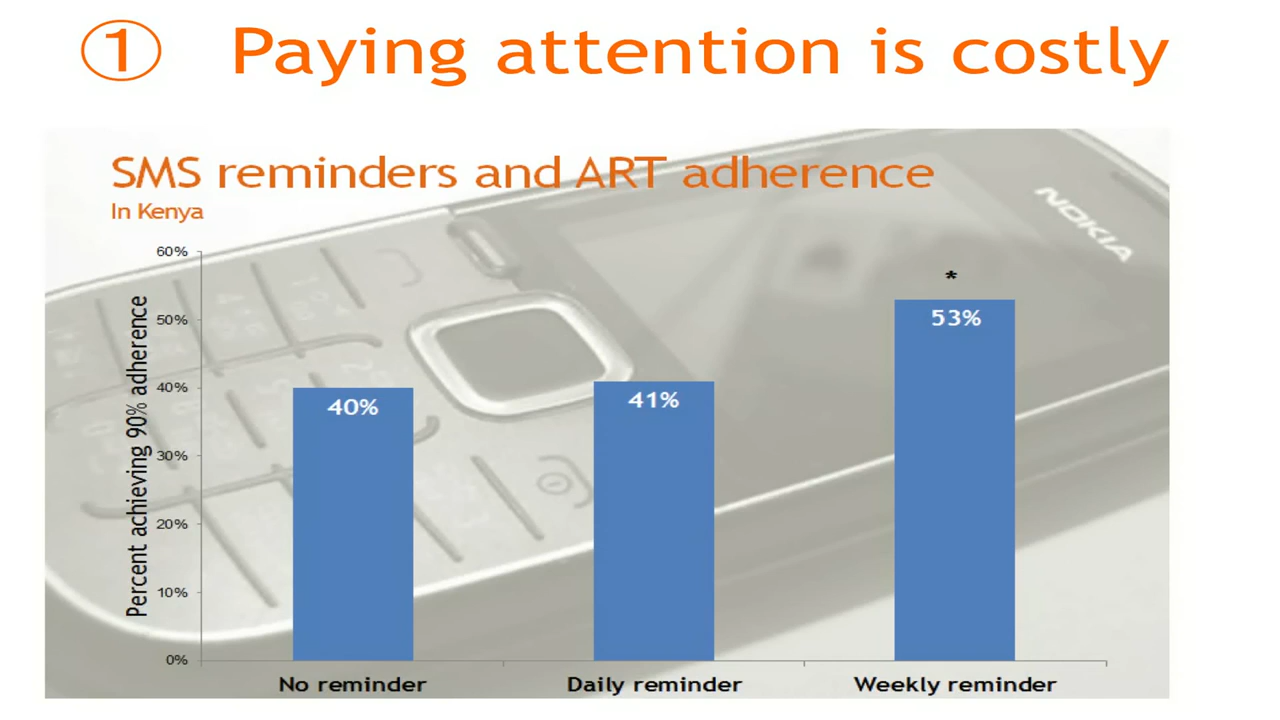 ① Paying attention is costly
SMS reminders and ART adherence
In Kenya
NOKIA
Percent achieving 90% adherence
60%
50%
40%
30%
20%
10%
0%
40%
41%
*
53%
No reminder
Daily reminder
Weekly reminder